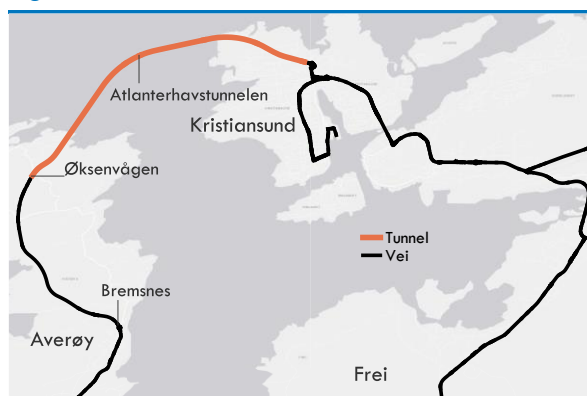 Atlanterhavstunnelen
Kristiansund
Øksenvågen
Tunnel
Vei
Bremsnes
Averøy
Frei